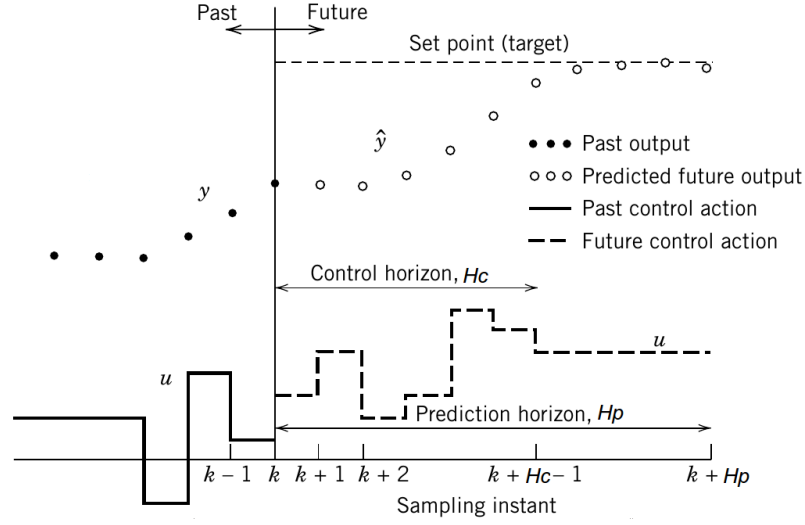 Past Future
Set point (target)
ŷ
Past output
y
Predicted future output
Past control action
Future control action
Control horizon, Hc
u
u
Prediction horizon, Hp
k − 1 k k + 1 k + 2 k + Hc − 1 k + Hp
Sampling instant